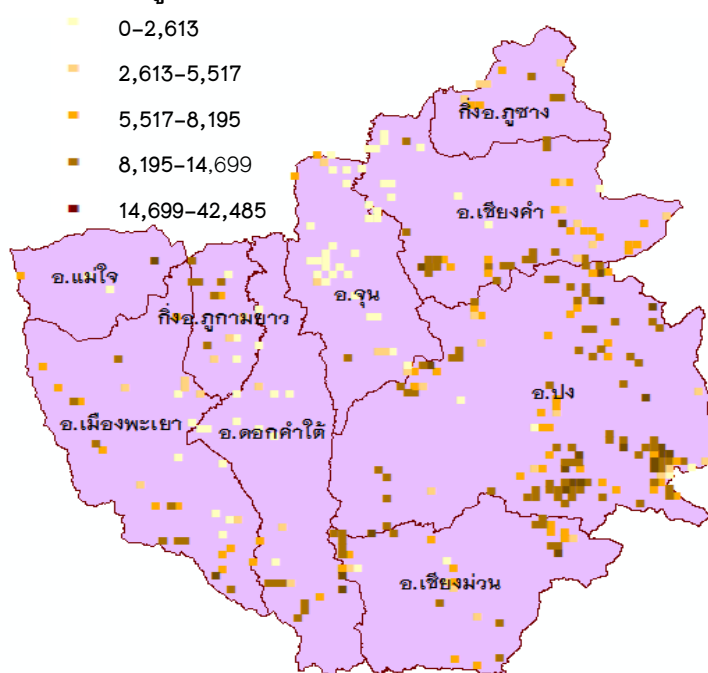 0-2,613
2,613-5,517
5,517-8,195
8,195-14,699
14,699-42,485
กิ่งอ.ภูซาง
อ.เชียงคำ
อ.แม่ใจ
อ.จุน
กิ่งอ.ภูกามยาว
อ.ปง
อ.เมืองพะเยา
อ.ดอกคำใต้
อ.เชียงม่วน